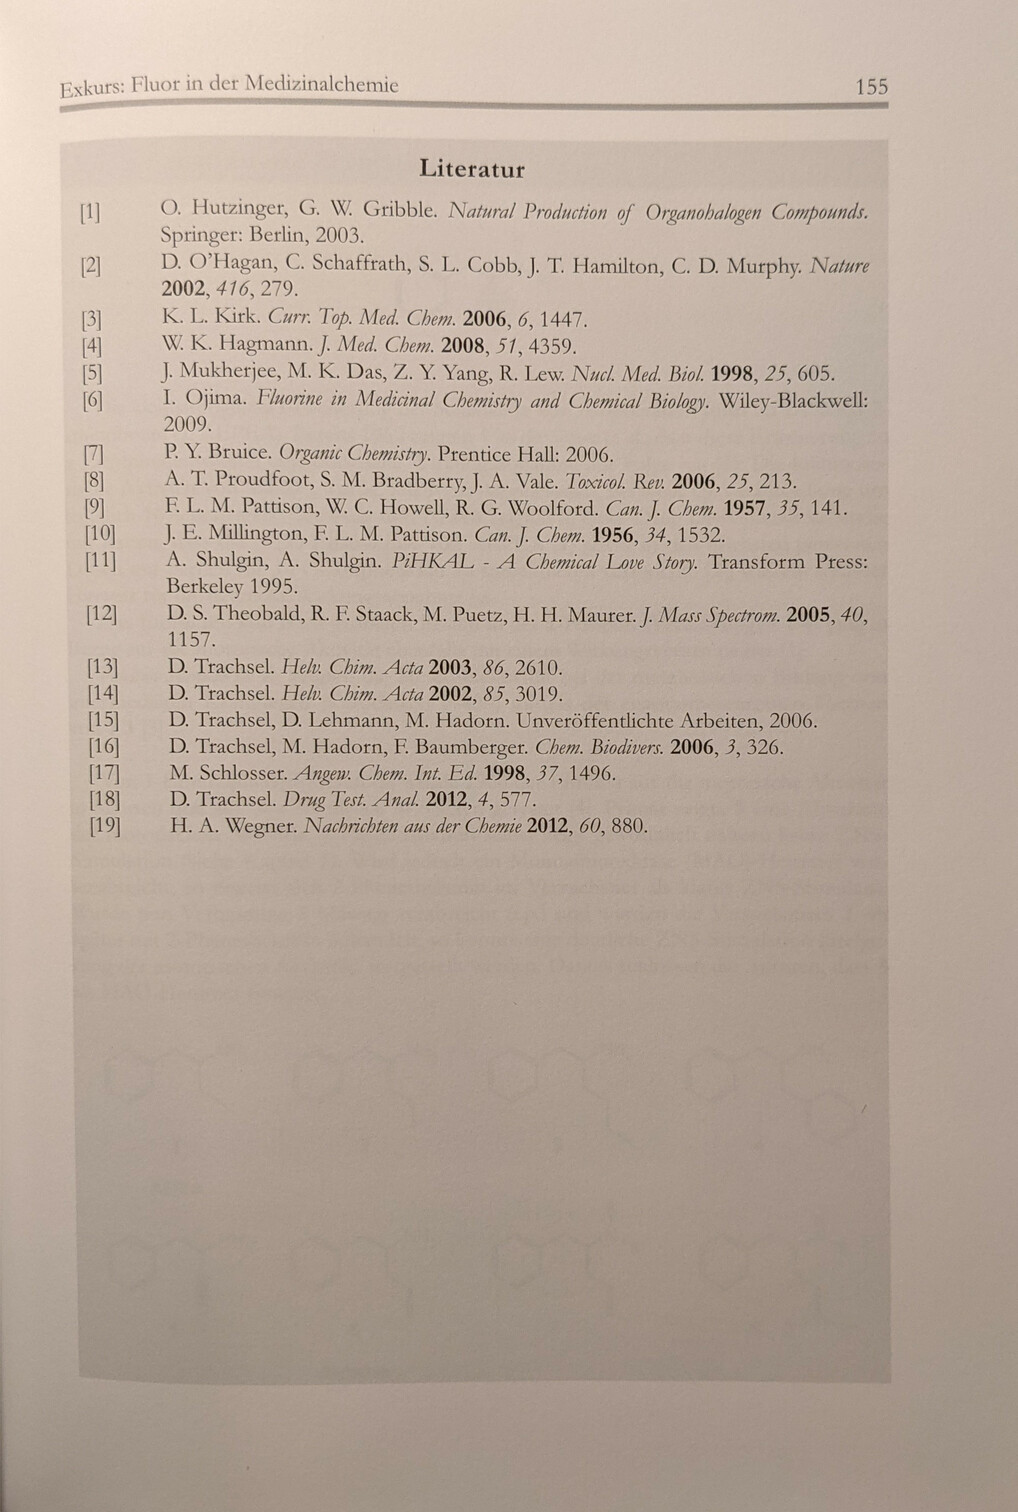 Exkurs: Fluor in der Medizinalchemie 155
Literatur
[1] O. Hutzinger, G. W. Gribble. Natural Production of Organohalogen Compounds.
Springer: Berlin, 2003.
[2] D. O'Hagan, C. Schaffrath, S. L. Cobb, J. T. Hamilton, C. D. Murphy. Nature
2002, 416, 279.
[3] K. L. Kirk. Curr. Top. Med. Chem. 2006, 6, 1447.
[4] W. K. Hagmann. J. Med. Chem. 2008, 51, 4359.
[5] J. Mukherjee, M. K. Das, Z. Y. Yang, R. Lew. Nucl. Med. Biol. 1998, 25, 605.
[6] I. Ojima. Fluorine in Medicinal Chemistry and Chemical Biology. Wiley-Blackwell:
2009.
[7] P. Y. Bruice. Organic Chemistry. Prentice Hall: 2006.
[8] A. T. Proudfoot, S. M. Bradberry, J. A. Vale. Toxicol. Rev. 2006, 25, 213.
[9] F. L. M. Pattison, W. C. Howell, R. G. Woolford. Can. J. Chem. 1957, 35, 141.
[10] J. E. Millington, F. L. M. Pattison. Can. J. Chem. 1956, 34, 1532.
[11] A. Shulgin, A. Shulgin. PiHKAL - A Chemical Love Story. Transform Press:
Berkeley 1995.
[12] D. S. Theobald, R. F. Staack, M. Puetz, H. H. Maurer. J. Mass Spectrom. 2005, 40,
1157.
[13] D. Trachsel. Helv. Chim. Acta 2003, 86, 2610.
[14] D. Trachsel. Helv. Chim. Acta 2002, 85, 3019.
[15] D. Trachsel, D. Lehmann, M. Hadorn. Unveröffentlichte Arbeiten, 2006.
[16] D. Trachsel, M. Hadorn, F. Baumberger. Chem. Biodivers. 2006, 3, 326.
[17] M. Schlosser. Angew. Chem. Int. Ed. 1998, 37, 1496.
[18] D. Trachsel. Drug Test. Anal. 2012, 4, 577.
[19] H. A. Wegner. Nachrichten aus der Chemie 2012, 60, 880.